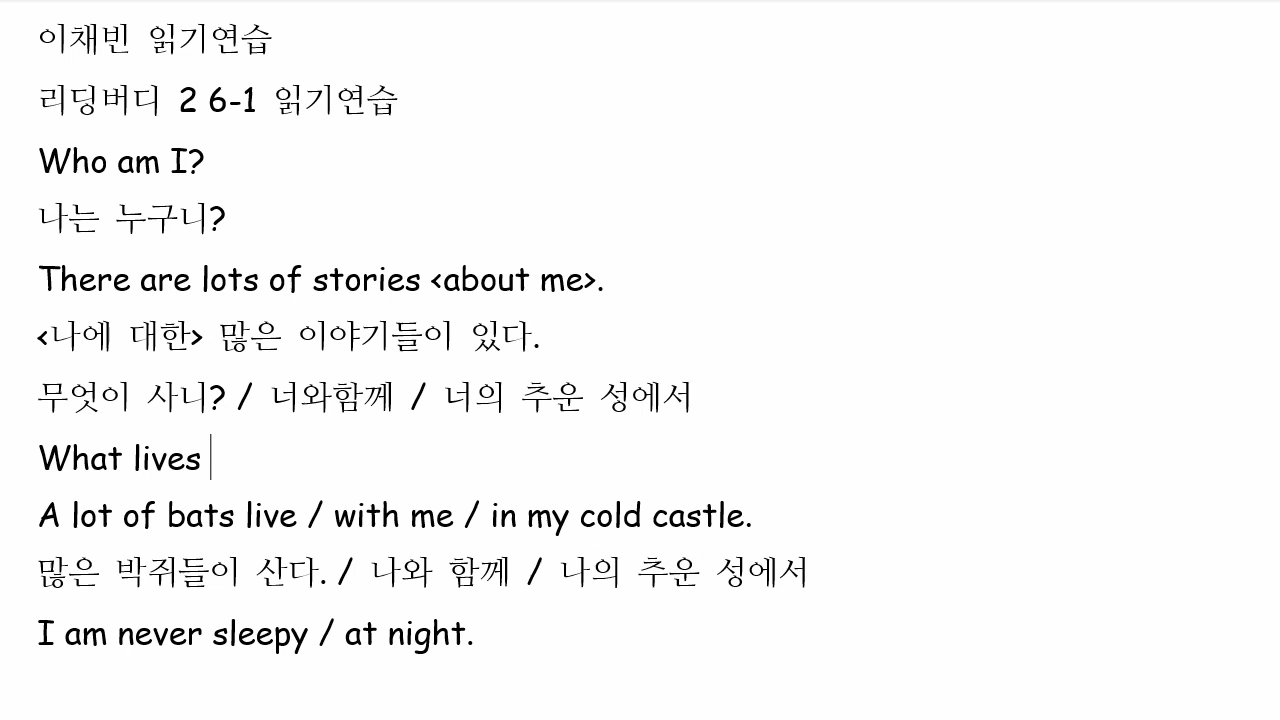 이채빈 읽기연습
리딩버디 2 6-1 읽기연습
Who am I?
나는 누구니?
There are lots of stories <about me>.
<나에 대한> 많은 이야기들이 있다.
무엇이 사니? / 너와함께 / 너의 추운 성에서
What lives
A lot of bats live / with me / in my cold castle.
많은 박쥐들이 산다. / 나와 함께 / 나의 추운 성에서
I am never sleepy / at night.